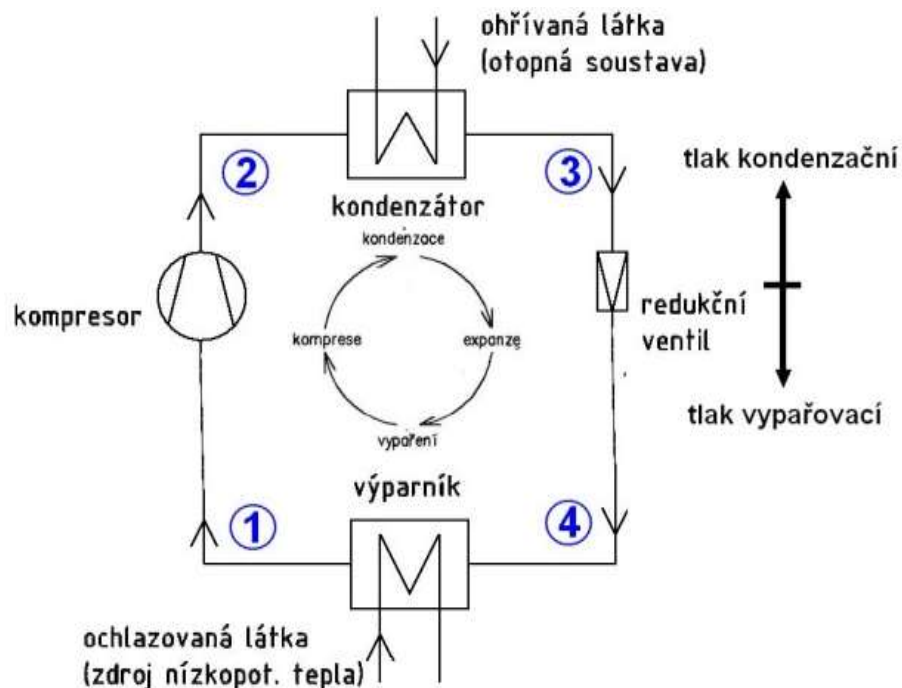 ohřívaná látka
(otopná soustava)
2
3
tlak kondenzační
kondenzátor
kondenzace
kompresor
komprese
expanze
redukční
ventil
vypaření
tlak vypařovací
výparník
1
4
ochlazovaná látka
(zdroj nízkopot. tepla)